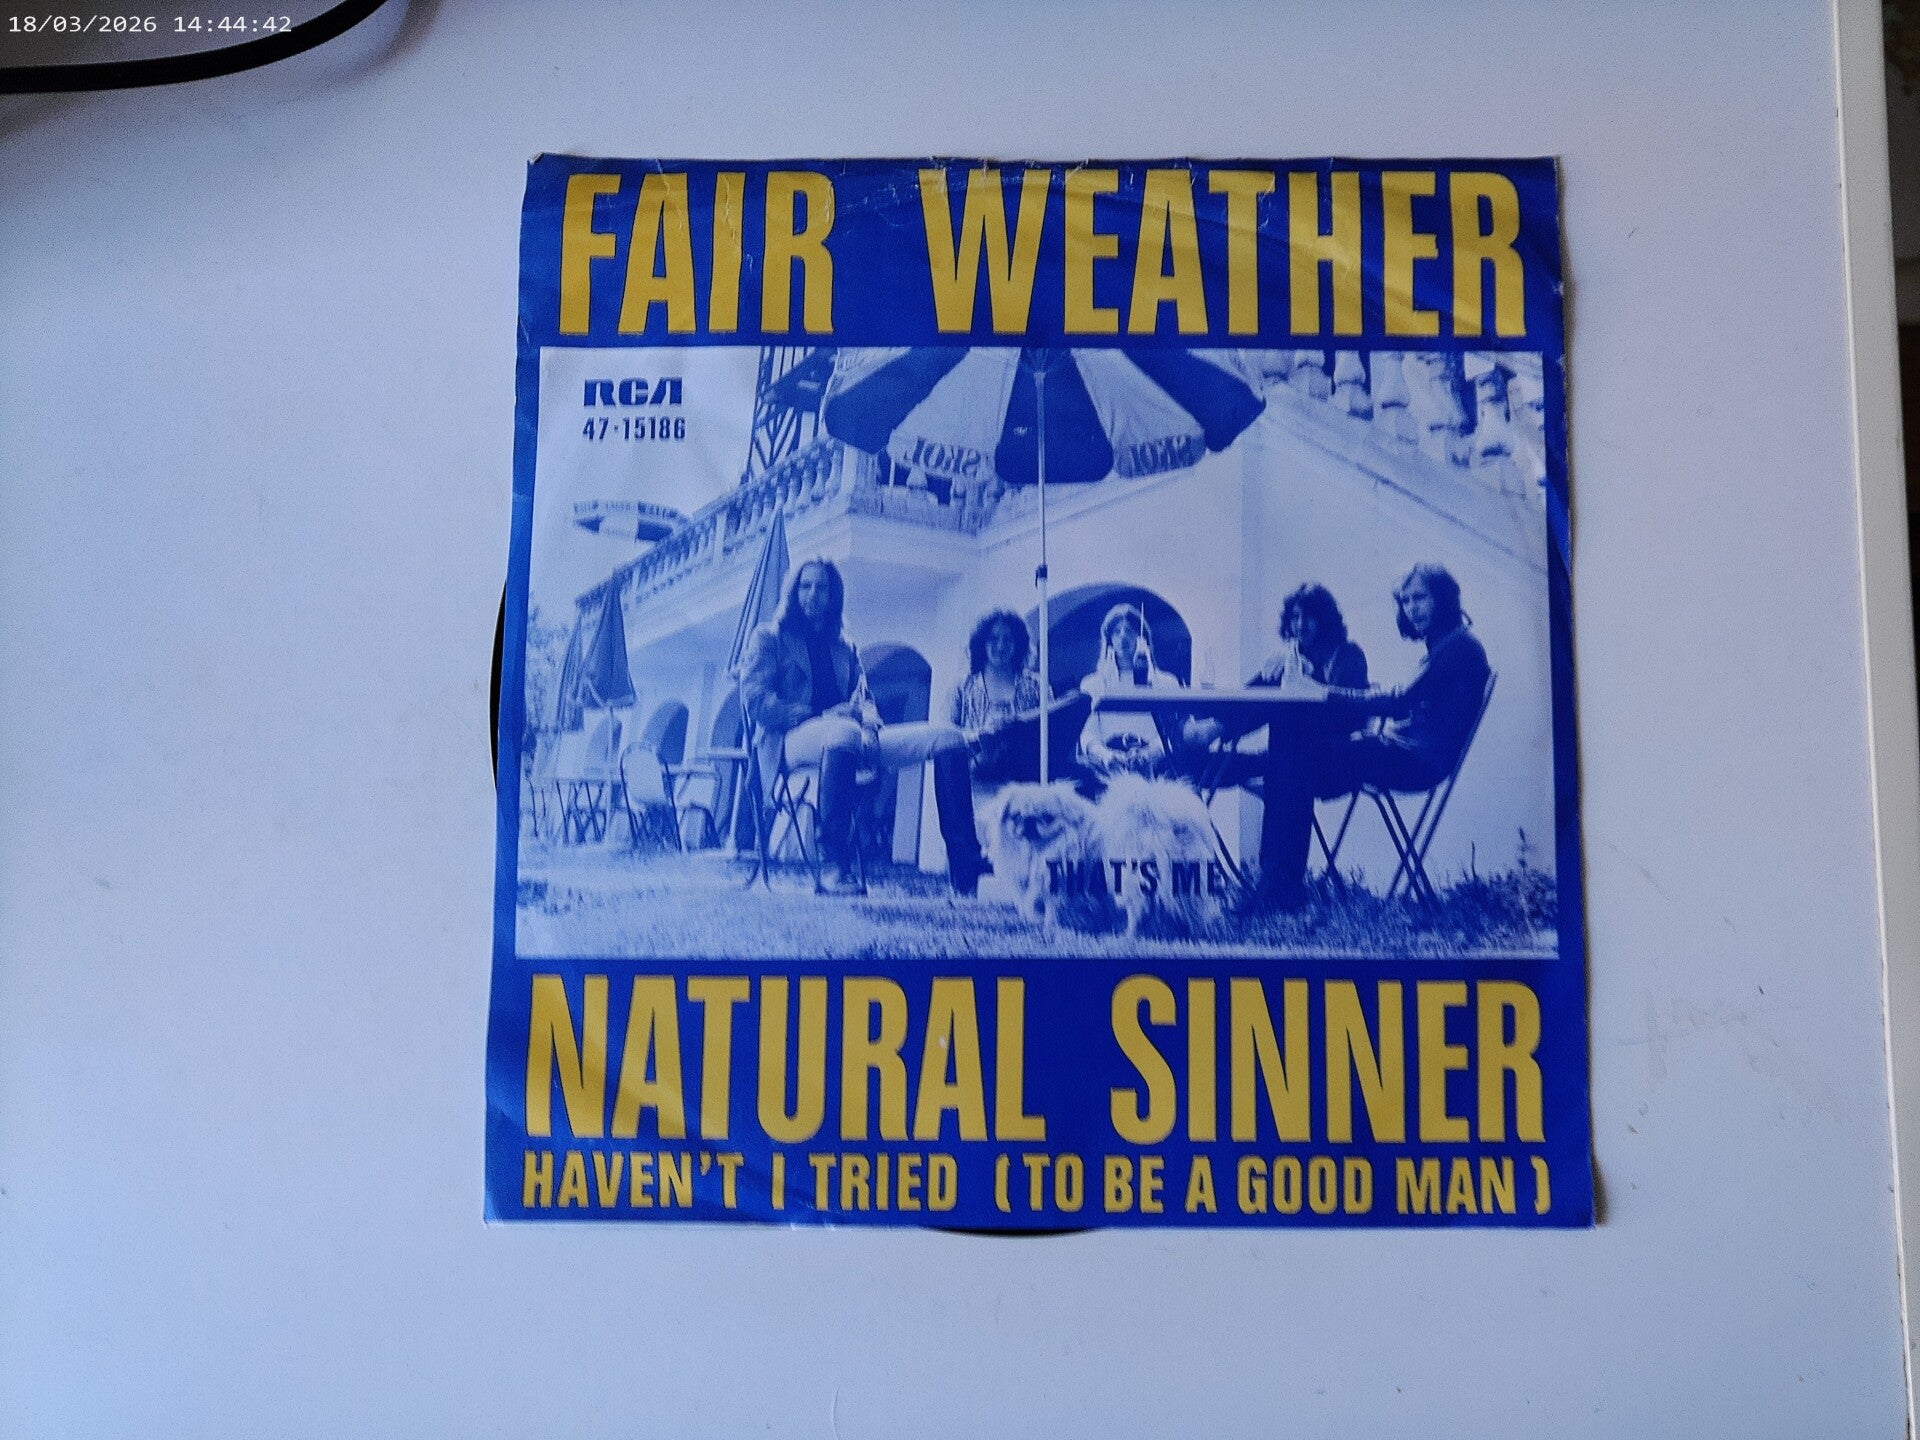 18/03/2026 14:44:42
FAIR WEATHER
RCA
47-15186
SKOL SKOL
THAT'S ME
NATURAL SINNER
HAVEN'T I TRIED (TO BE A GOOD MAN)